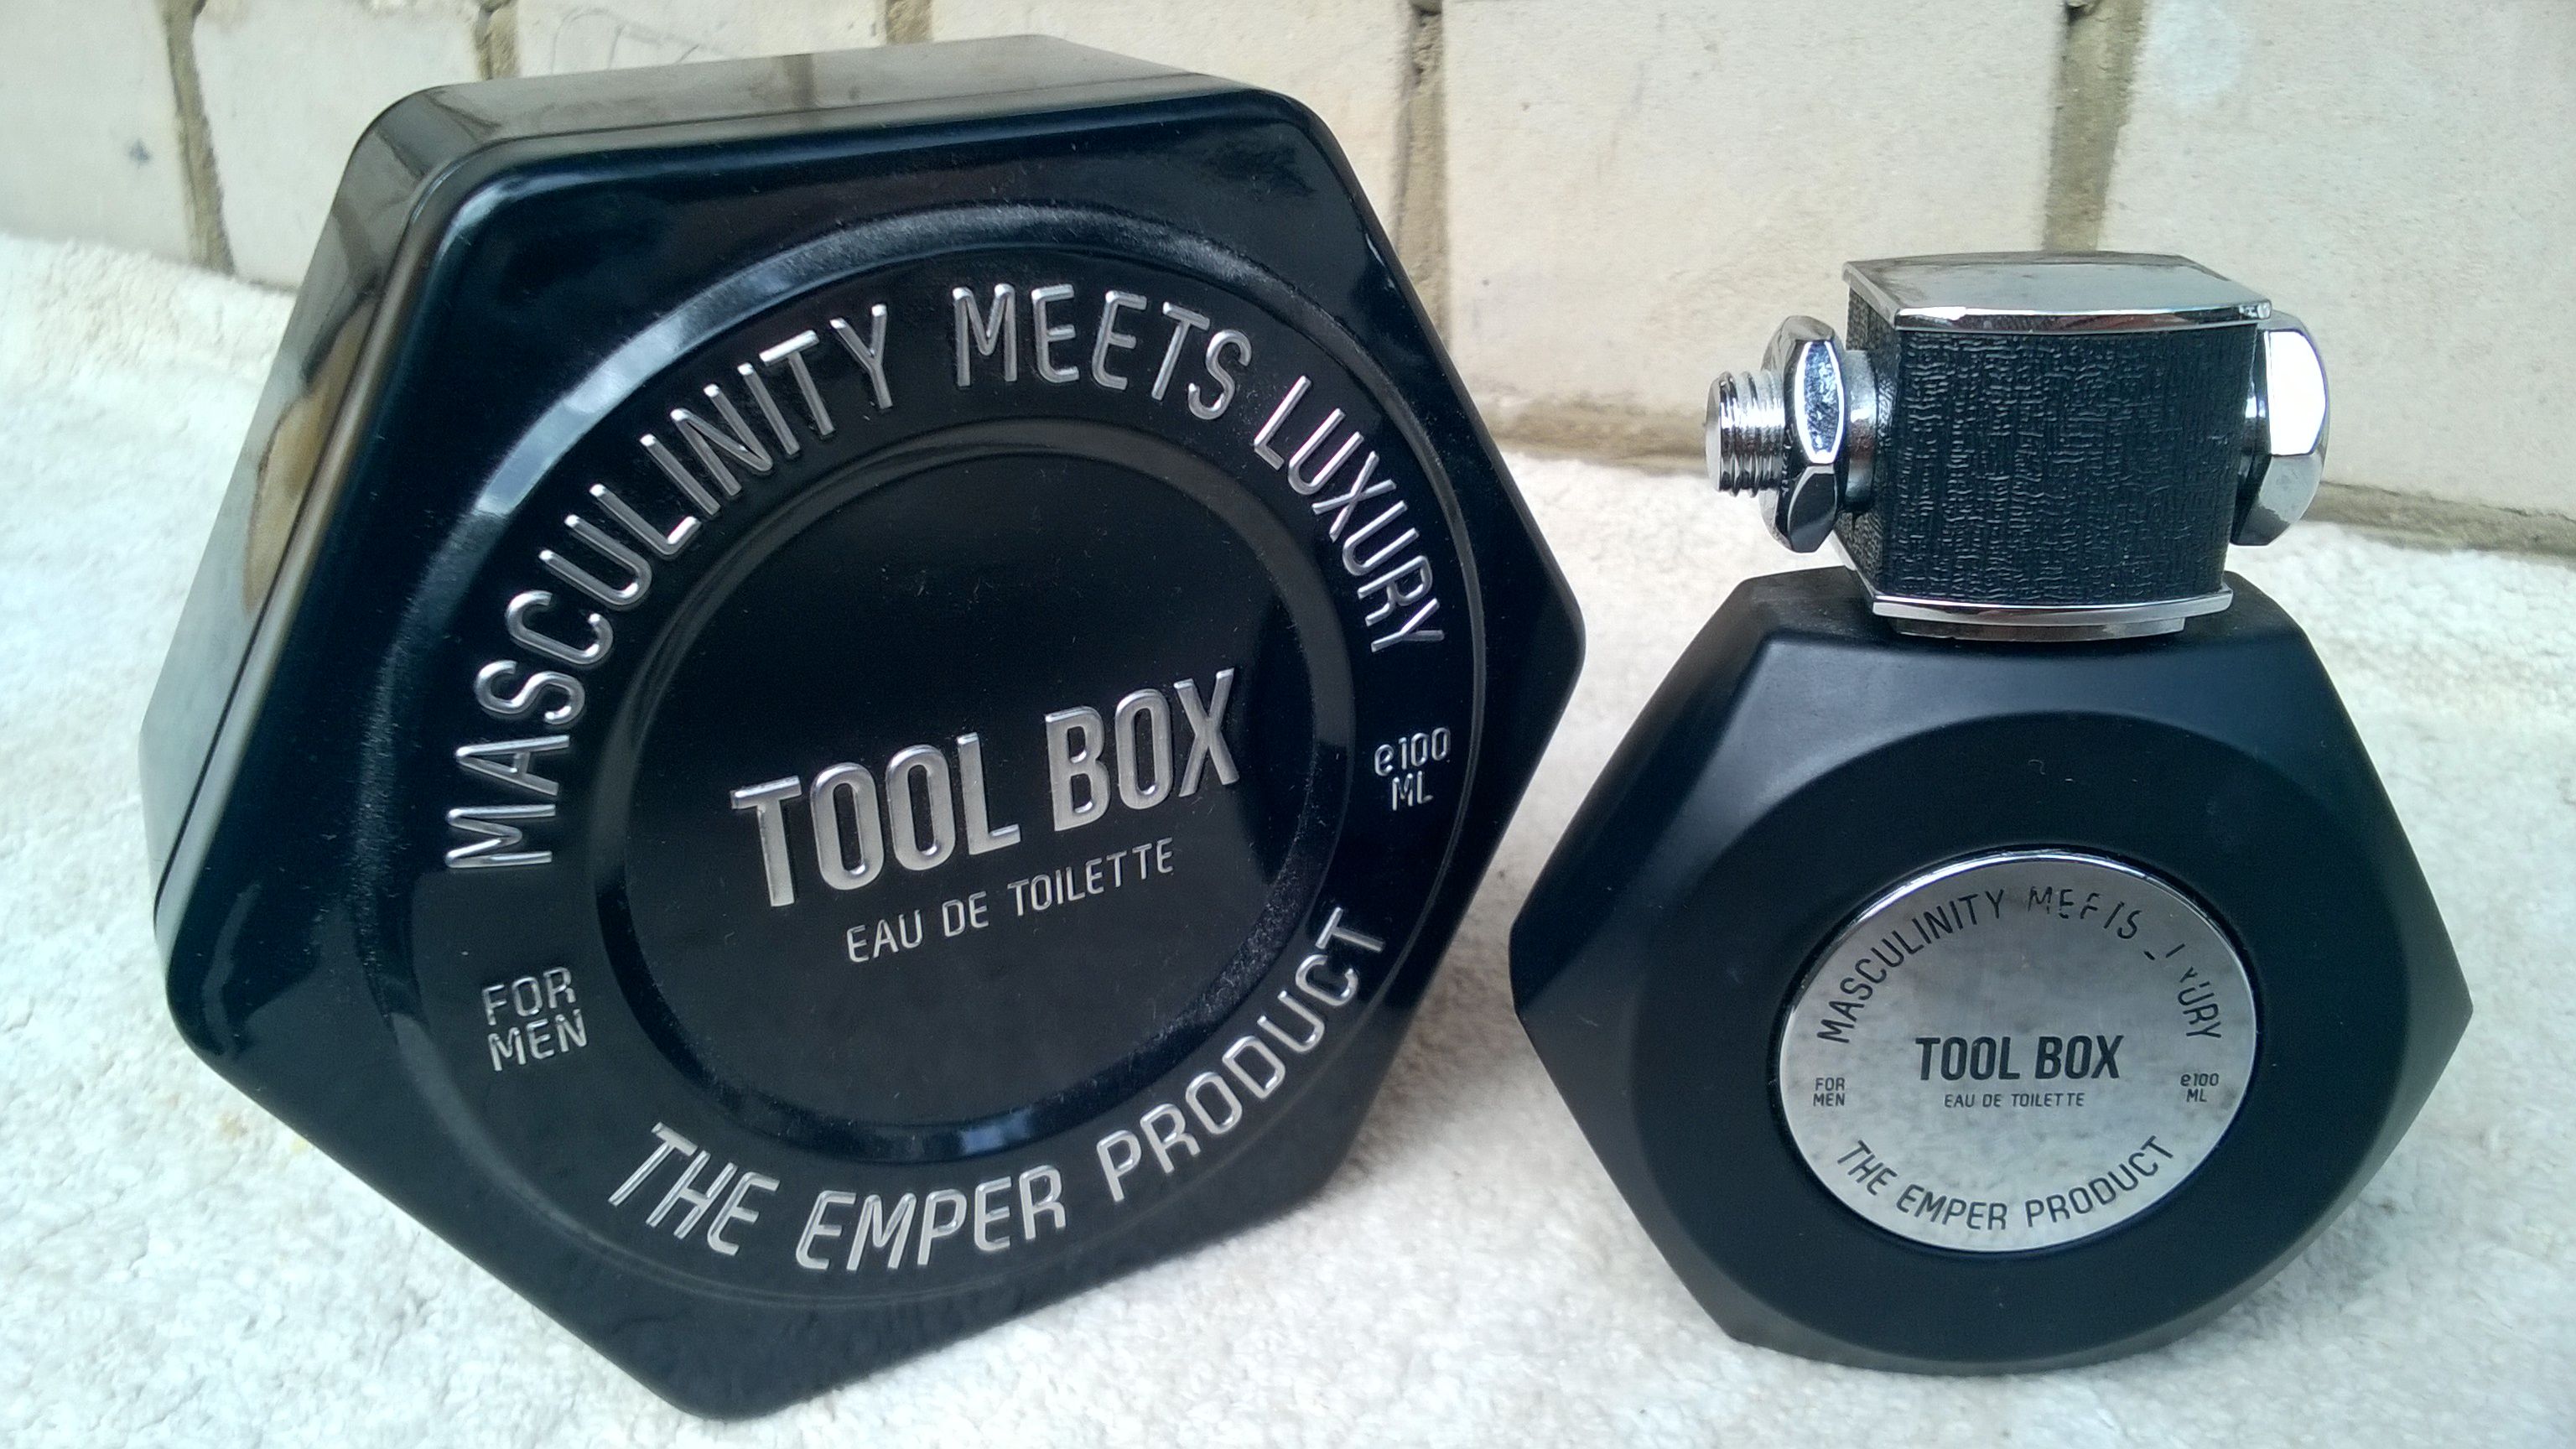 MASCULINITY MEETS LUXURY
TOOL BOX
EAU DE TOILETTE
e100
ML
FOR
MEN
THE EMPER PRODUCT
MASCULINITY MEETS
TOOL BOX
EAU DE TOILETTE
FOR
MEN
e100
ML
THE EMPER PRODUCT